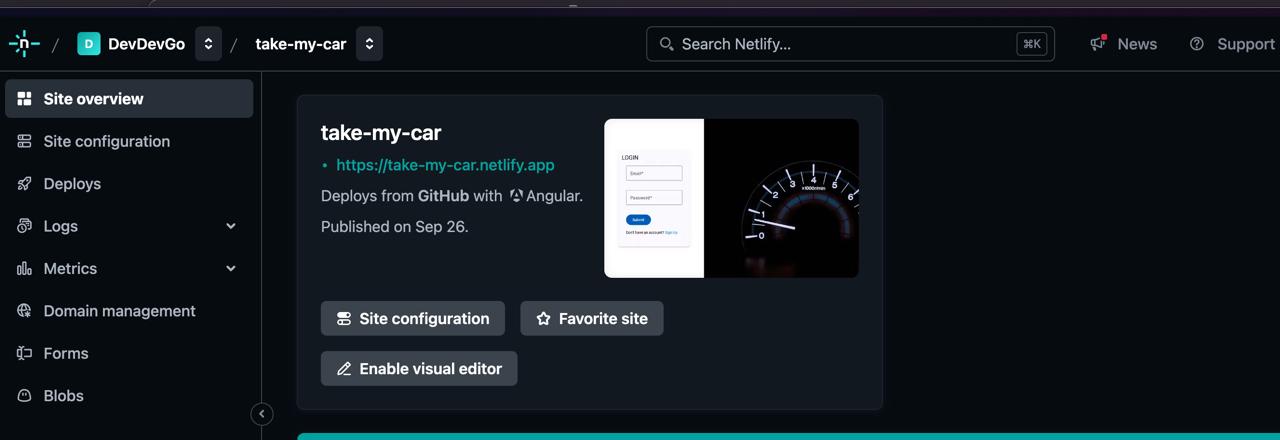 n / D DevDevGo / take-my-car Search Netlify... ⌘K News Support
Site overview
Site configuration
Deploys
Logs
Metrics
Domain management
Forms
Blobs
take-my-car
• https://take-my-car.netlify.app
Deploys from GitHub with Angular.
Published on Sep 26.
LOGIN
Email*
Password*
Submit
Don't have an account? Sign Up
0
1
2
3
4
5
6
x1000r/min
Site configuration
Favorite site
Enable visual editor